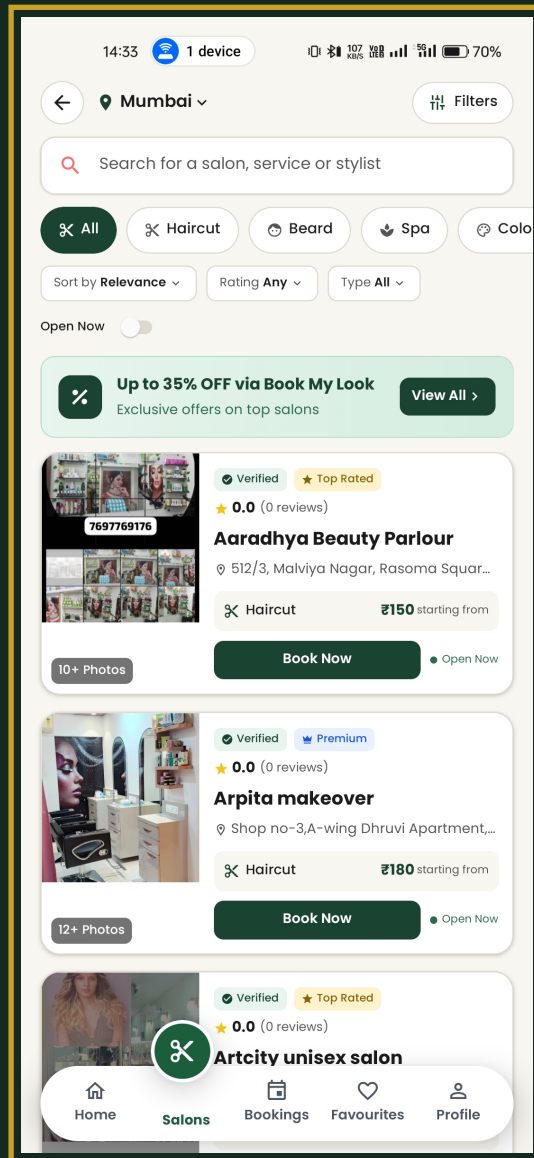 14:33 1 device 107 KB/S VoD LTE 5G 70%
Mumbai Filters
Search for a salon, service or stylist
All Haircut Beard Spa Colo
Sort by Relevance Rating Any Type All
Open Now
Up to 35% OFF via Book My Look
Exclusive offers on top salons
View All
Verified Top Rated
0.0 (0 reviews)
7697769176
Aaradhya Beauty Parlour
512/3, Malviya Nagar, Rasoma Squar...
Haircut ₹150 starting from
Book Now Open Now
10+ Photos
Verified Premium
0.0 (0 reviews)
Arpita makeover
Shop no-3,A-wing Dhruvi Apartment,...
Haircut ₹180 starting from
Book Now Open Now
12+ Photos
Verified Top Rated
0.0 (0 reviews)
Artcity unisex salon
Home Salons Bookings Favourites Profile